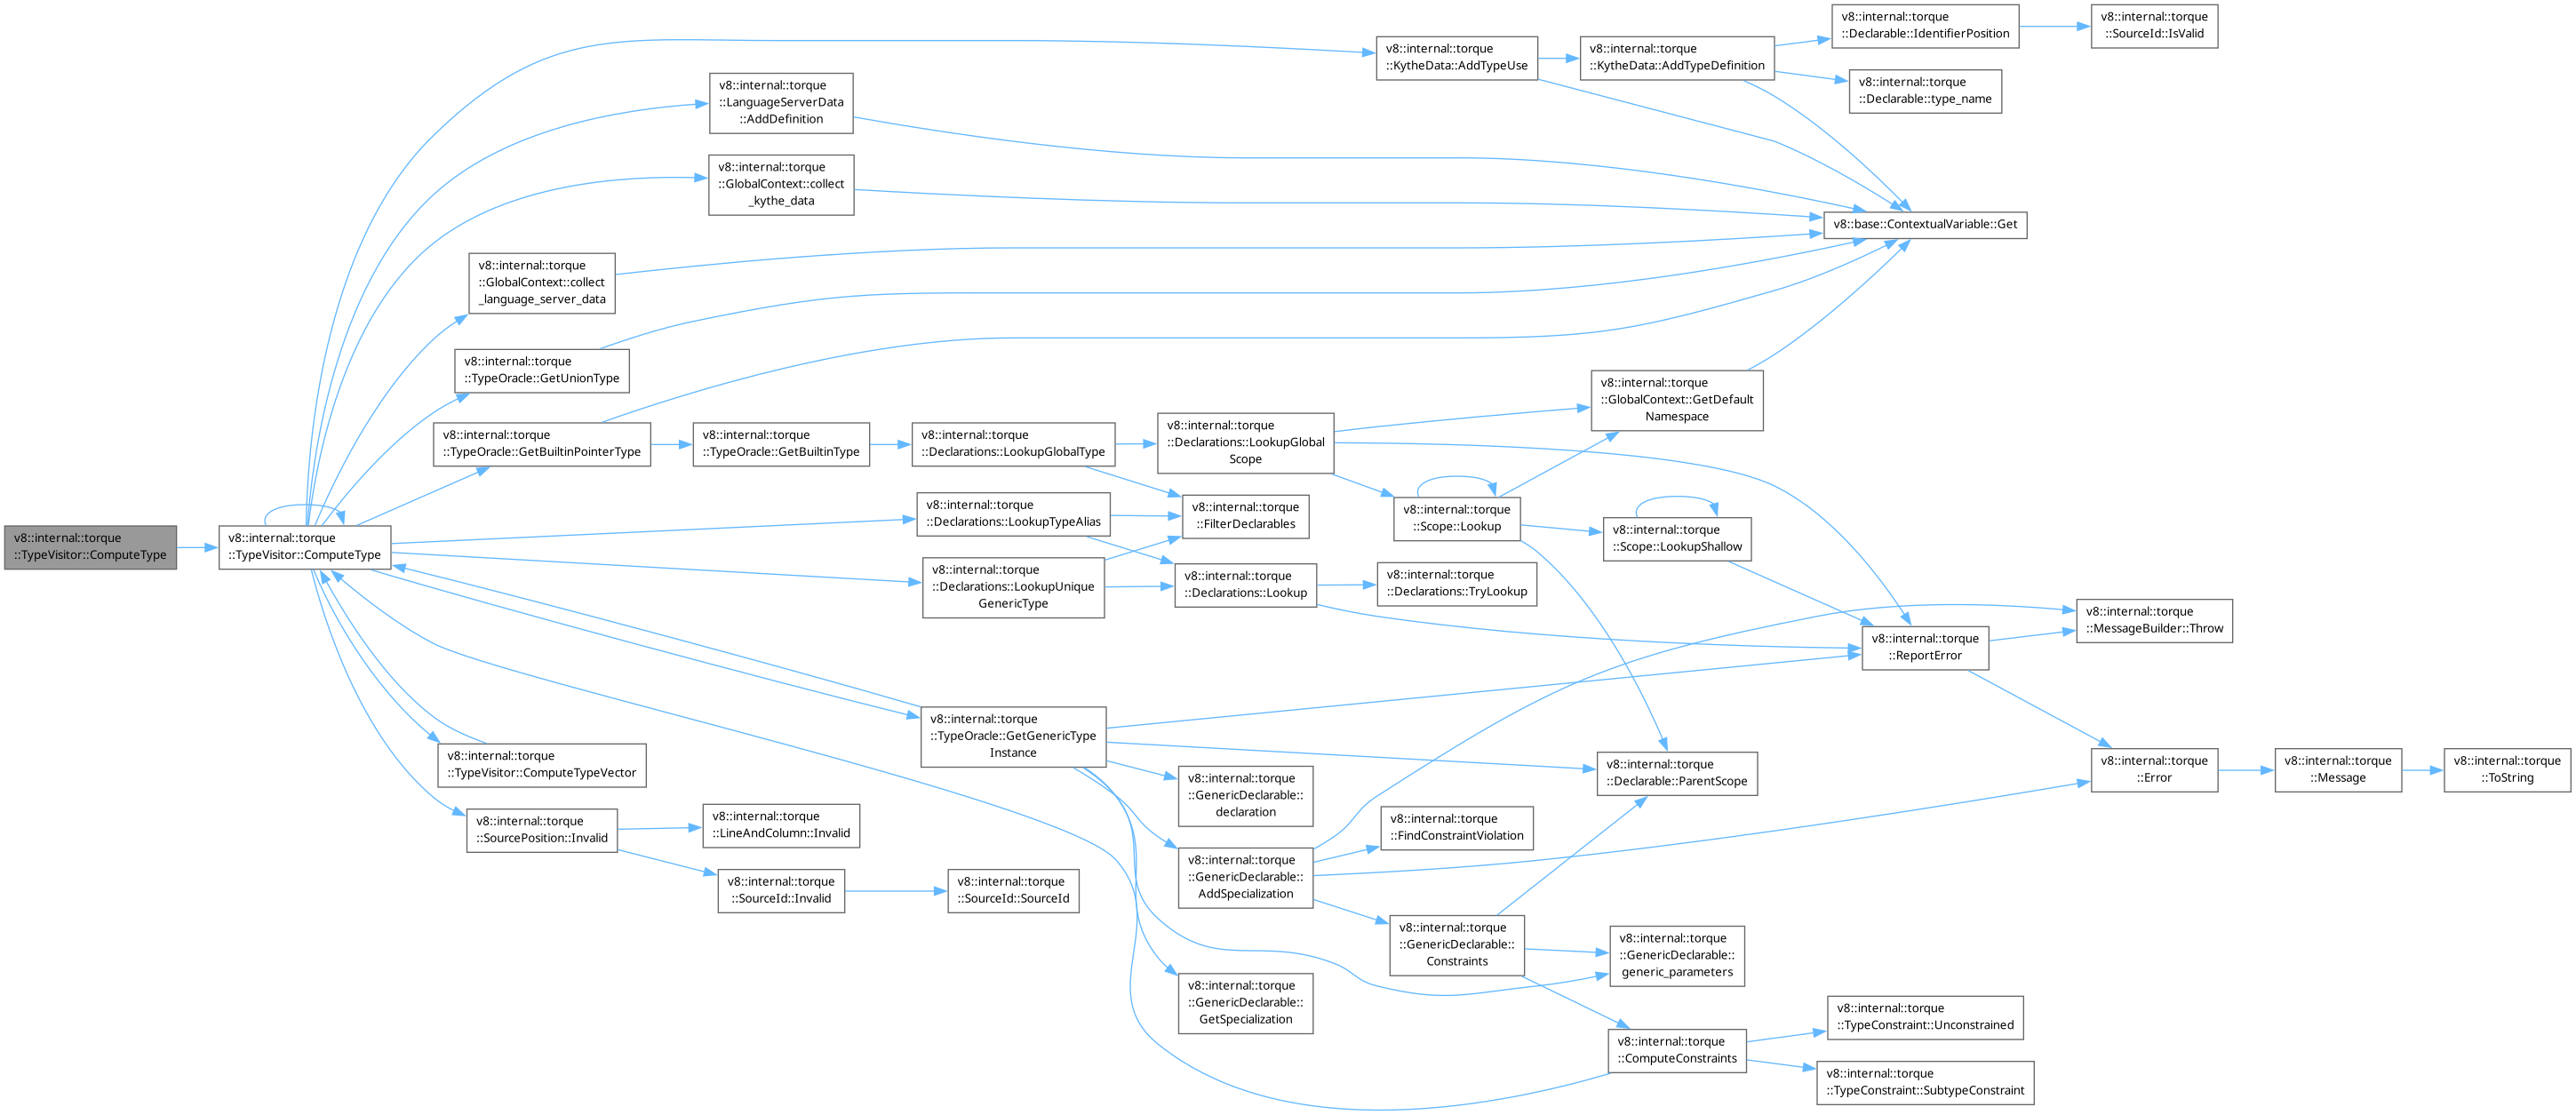 v8::internal::torque
::TypeVisitor::ComputeType
v8::internal::torque
::TypeVisitor::ComputeType
v8::internal::torque
::KytheData::AddTypeUse
v8::internal::torque
::KytheData::AddTypeDefinition
v8::internal::torque
::Declarable::IdentifierPosition
v8::internal::torque
::SourceId::IsValid
v8::internal::torque
::Declarable::type_name
v8::internal::torque
::LanguageServerData
::AddDefinition
v8::internal::torque
::GlobalContext::collect
_kythe_data
v8::base::ContextualVariable::Get
v8::internal::torque
::GlobalContext::collect
_language_server_data
v8::internal::torque
::TypeOracle::GetUnionType
v8::internal::torque
::TypeOracle::GetBuiltinPointerType
v8::internal::torque
::TypeOracle::GetBuiltinType
v8::internal::torque
::Declarations::LookupGlobalType
v8::internal::torque
::Declarations::LookupGlobal
Scope
v8::internal::torque
::GlobalContext::GetDefault
Namespace
v8::internal::torque
::Declarations::LookupTypeAlias
v8::internal::torque
::FilterDeclarables
v8::internal::torque
::Scope::Lookup
v8::internal::torque
::Scope::LookupShallow
v8::internal::torque
::Declarations::LookupUnique
GenericType
v8::internal::torque
::Declarations::Lookup
v8::internal::torque
::Declarations::TryLookup
v8::internal::torque
::ReportError
v8::internal::torque
::MessageBuilder::Throw
v8::internal::torque
::TypeOracle::GetGenericType
Instance
v8::internal::torque
::TypeVisitor::ComputeTypeVector
v8::internal::torque
::GenericDeclarable::
declaration
v8::internal::torque
::Declarable::ParentScope
v8::internal::torque
::Error
v8::internal::torque
::Message
v8::internal::torque
::ToString
v8::internal::torque
::SourcePosition::Invalid
v8::internal::torque
::LineAndColumn::Invalid
v8::internal::torque
::FindConstraintViolation
v8::internal::torque
::GenericDeclarable::
AddSpecialization
v8::internal::torque
::SourceId::Invalid
v8::internal::torque
::SourceId::SourceId
v8::internal::torque
::GenericDeclarable::
Constraints
v8::internal::torque
::GenericDeclarable::
generic_parameters
v8::internal::torque
::GenericDeclarable::
GetSpecialization
v8::internal::torque
::ComputeConstraints
v8::internal::torque
::TypeConstraint::Unconstrained
v8::internal::torque
::TypeConstraint::SubtypeConstraint